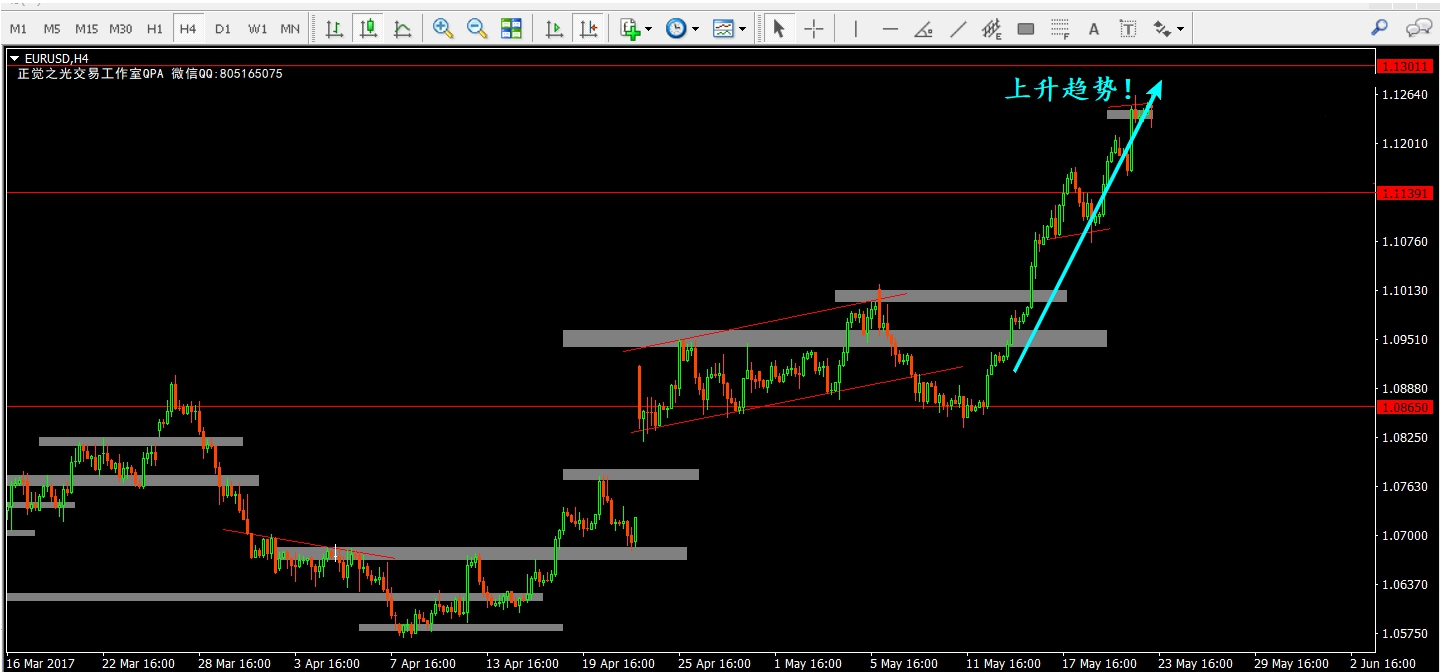 M1 M5 M15 M30 H1 H4 D1 W1 MN
E F A T
EURUSD,H4
正觉之光交易工作室QPA 微信QQ:805165075
上升趋势!
1.13011
1.12640
1.12010
1.11391
1.10760
1.10130
1.09510
1.08880
1.08650
1.08250
1.07630
1.07000
1.06370
1.05750
16 Mar 2017 22 Mar 16:00 28 Mar 16:00 3 Apr 16:00 7 Apr 16:00 13 Apr 16:00 19 Apr 16:00 25 Apr 16:00 1 May 16:00 5 May 16:00 11 May 16:00 17 May 16:00 23 May 16:00 29 May 16:00 2 Jun 16:00